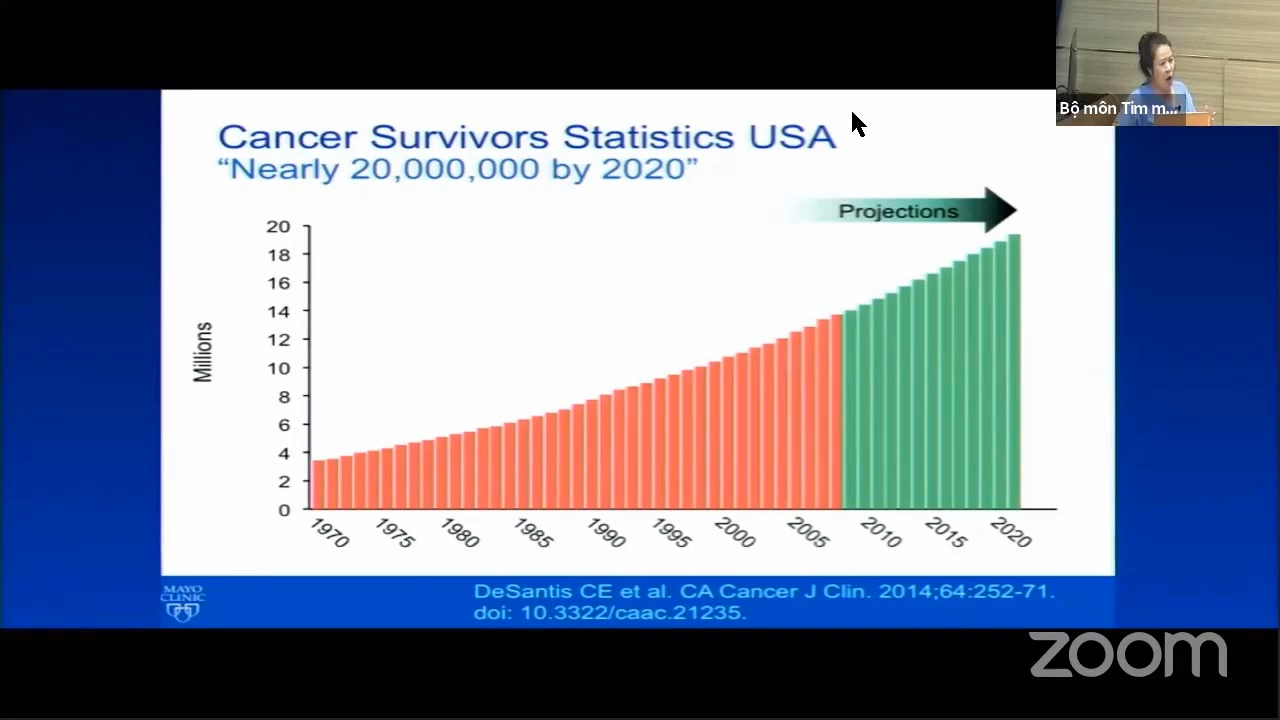 Bộ môn Tim m...
Cancer Survivors Statistics USA
“Nearly 20,000,000 by 2020”
Projections
20
18
16
14
12
10
8
6
4
2
0
Millions
1970
1975
1980
1985
1990
1995
2000
2005
2010
2015
2020
MAYO
CLINIC
DeSantis CE et al. CA Cancer J Clin. 2014;64:252-71.
doi: 10.3322/caac.21235.
zoom